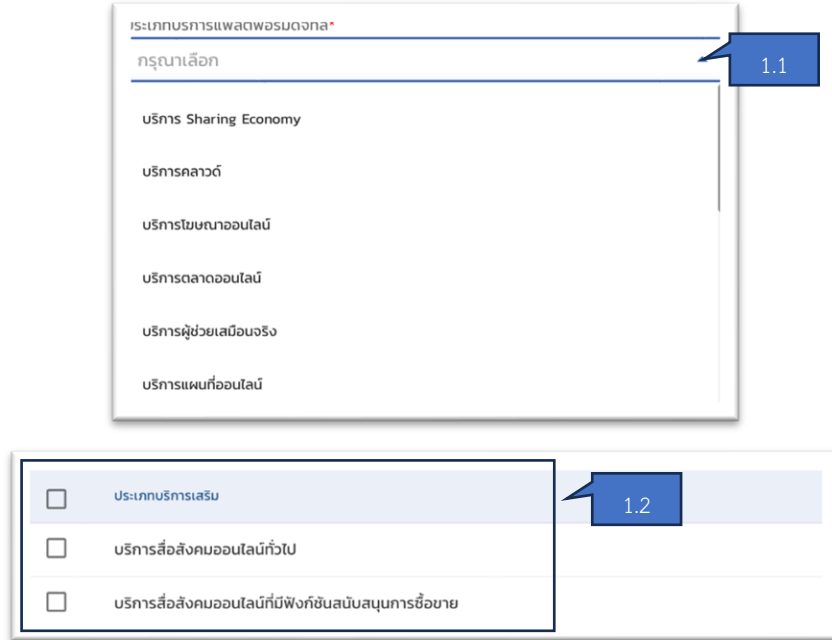 ประเภทบริการแพลตฟอร์มดิจิทัล*
กรุณาเลือก
1.1
บริการ Sharing Economy
บริการคลาวด์
บริการโฆษณาออนไลน์
บริการตลาดออนไลน์
บริการผู้ช่วยเสมือนจริง
บริการแผนที่ออนไลน์
ประเภทบริการเสริม
1.2
บริการสื่อสังคมออนไลน์ทั่วไป
บริการสื่อสังคมออนไลน์ที่มีฟังก์ชันสนับสนุนการซื้อขาย